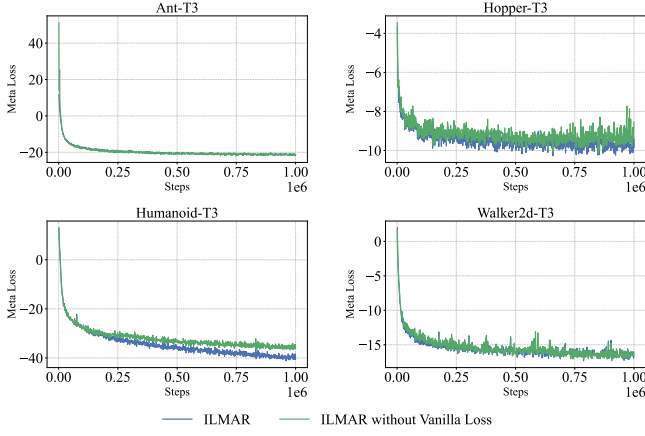 Ant-T3
Meta Loss
40
20
0
−20
0.00
0.25
0.50
0.75
1.00
Steps
1e6
Hopper-T3
Meta Loss
−4
−6
−8
−10
0.00
0.25
0.50
0.75
1.00
Steps
1e6
Humanoid-T3
Meta Loss
0
−20
−40
0.00
0.25
0.50
0.75
1.00
Steps
1e6
Walker2d-T3
Meta Loss
0
−5
−10
−15
0.00
0.25
0.50
0.75
1.00
Steps
1e6
ILMAR
ILMAR without Vanilla Loss